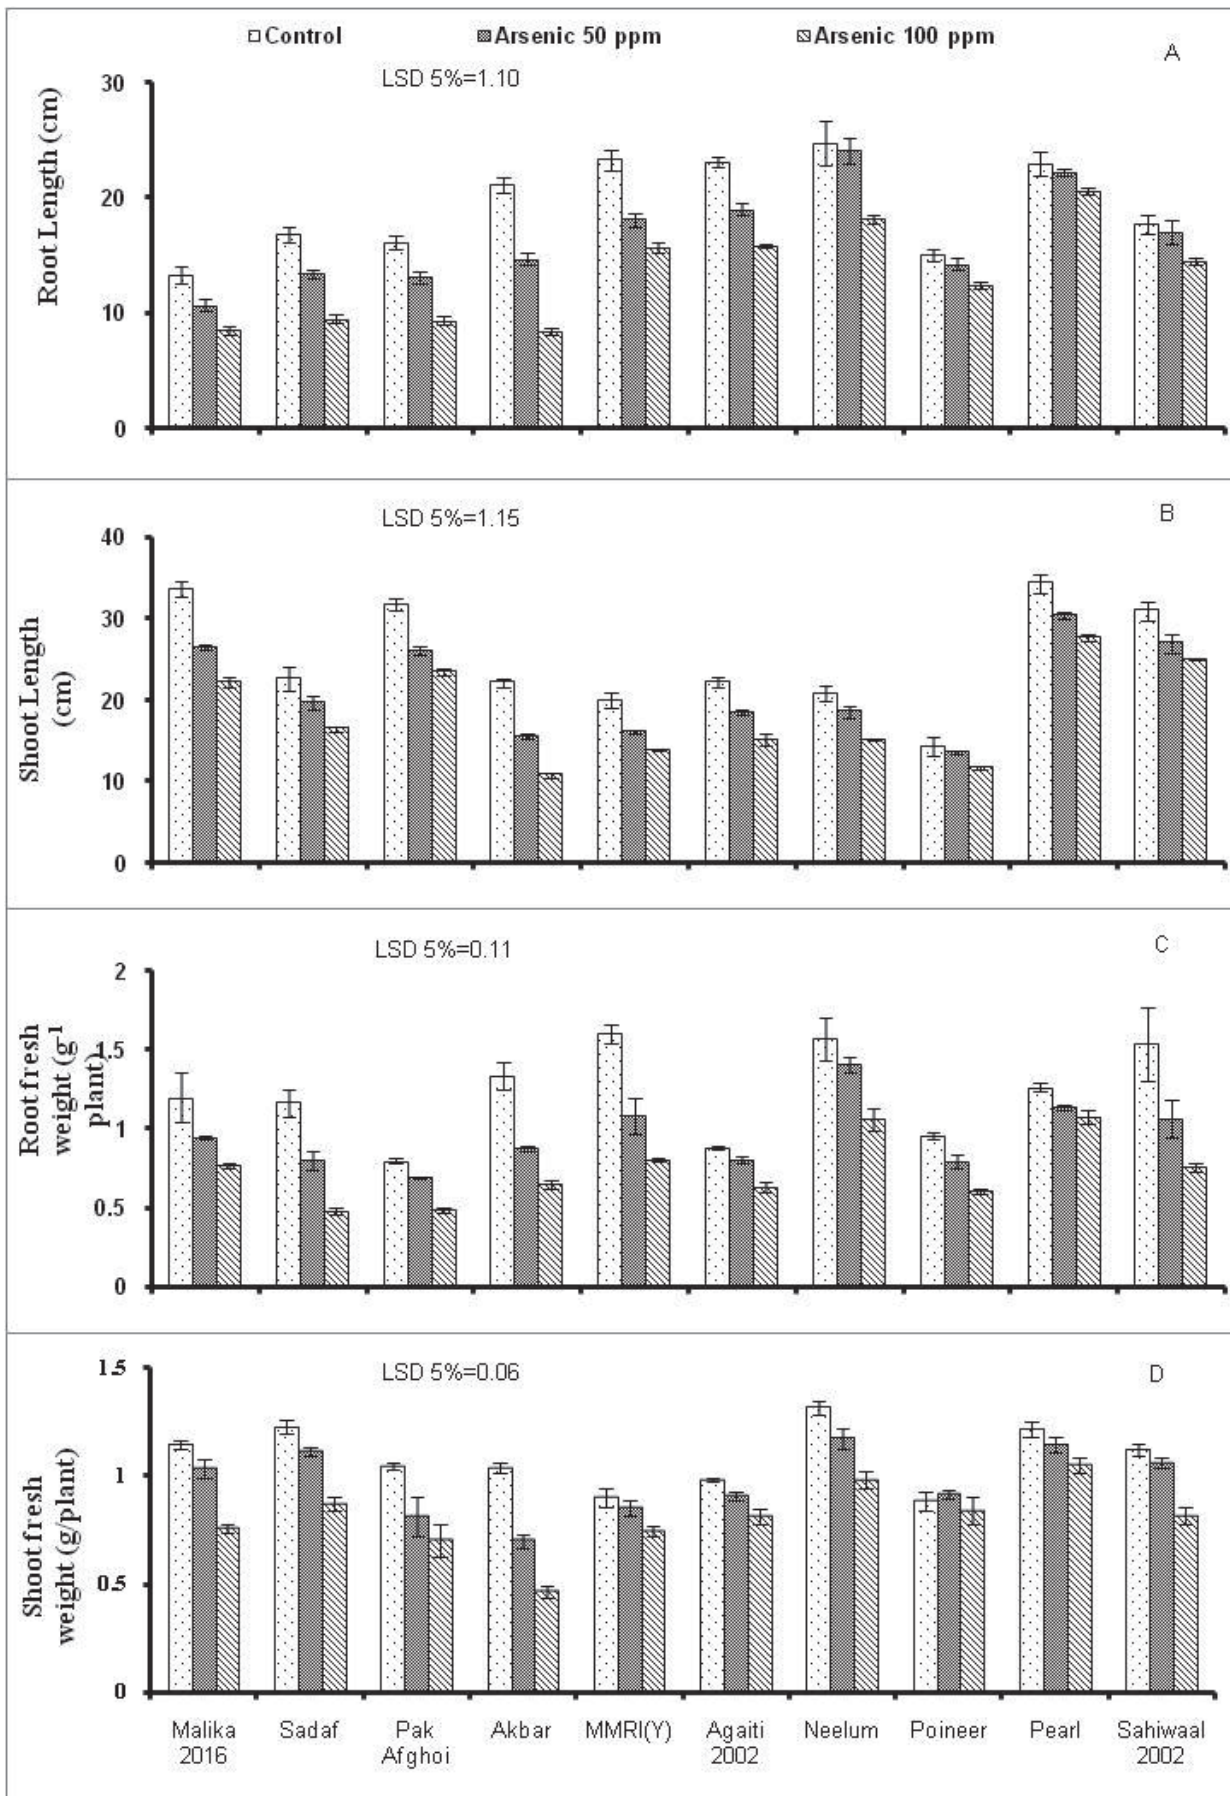 Control Arsenic 50 ppm Arsenic 100 ppm A
LSD 5%=1.10
Root Length (cm)
30
20
10
0
B
LSD 5%=1.15
Shoot Length
(cm)
40
30
20
10
0
C
LSD 5%=0.11
Root fresh
weight (g-1
plant)
2
1.5
1
0.5
0
LSD 5%=0.06 D
Shoot fresh
weight (g/plant)
1.5
1
0.5
0
Malika Sadaf Pak Akbar MMRI(Y) Agaiti Neelum Poineer Pearl Sahiwaal
2016 Afghoi 2002 2002